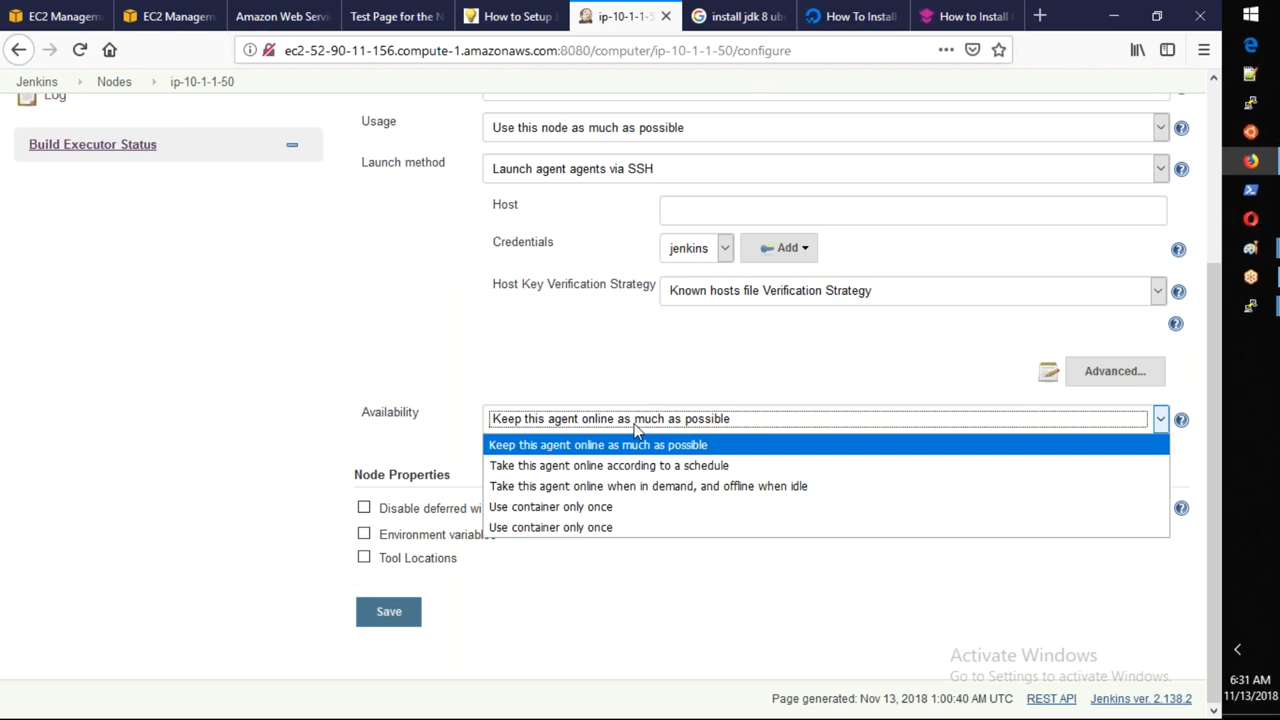 EC2 Managem
EC2 Managem
Amazon Web Servi
Test Page for the N
How to Setup J
ip-10-1-1-5
install jdk 8 ub
How To Install
How to Install
ec2-52-90-11-156.compute-1.amazonaws.com:8080/computer/ip-10-1-1-50/configure
Jenkins
Nodes
ip-10-1-1-50
Log
Build Executor Status
Usage
Use this node as much as possible
Launch method
Launch agent agents via SSH
Host
Credentials
jenkins
Add
Host Key Verification Strategy
Known hosts file Verification Strategy
Advanced...
Availability
Keep this agent online as much as possible
Keep this agent online as much as possible
Take this agent online according to a schedule
Take this agent online when in demand, and offline when idle
Use container only once
Use container only once
Node Properties
Disable deferred wi
Environment variables
Tool Locations
Save
Activate Windows
Go to Settings to activate Windows.
Page generated: Nov 13, 2018 1:00:40 AM UTC
REST API
Jenkins ver. 2.138.2
6:31 AM
11/13/2018